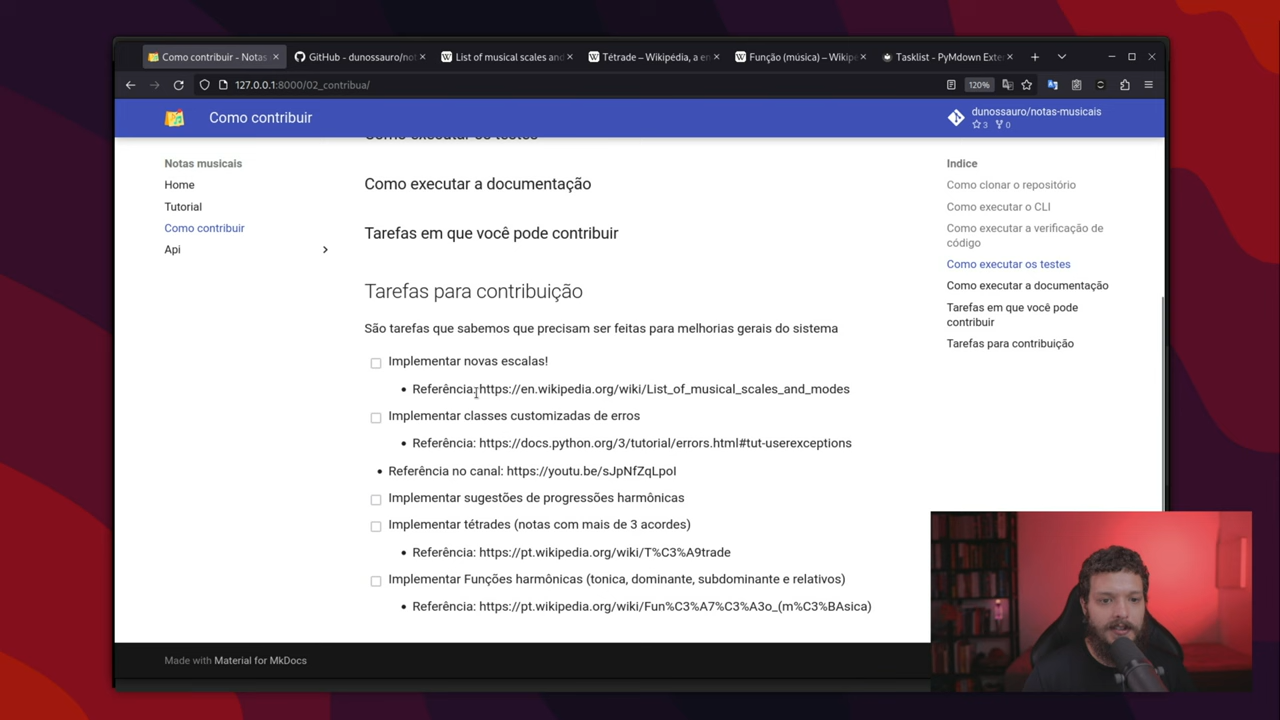 Como contribuir - Notas
GitHub - dunossauro/not
List of musical scales and
Tétrade – Wikipédia, a en
Função (música) – Wikipé
Tasklist - PyMdown Exten
127.0.0.1:8000/02_contribua/
120%
Como contribuir
dunossauro/notas-musicais
3 0
Notas musicais
Home
Tutorial
Como contribuir
Api
Como executar os testes
Como executar a documentação
Tarefas em que você pode contribuir
Tarefas para contribuição
São tarefas que sabemos que precisam ser feitas para melhorias gerais do sistema
Implementar novas escalas!
Referência: https://en.wikipedia.org/wiki/List_of_musical_scales_and_modes
Implementar classes customizadas de erros
Referência: https://docs.python.org/3/tutorial/errors.html#tut-userexceptions
Referência no canal: https://youtu.be/sJpNfZqLpoI
Implementar sugestões de progressões harmônicas
Implementar tétrades (notas com mais de 3 acordes)
Referência: https://pt.wikipedia.org/wiki/T%C3%A9trade
Implementar Funções harmônicas (tonica, dominante, subdominante e relativos)
Referência: https://pt.wikipedia.org/wiki/Fun%C3%A7%C3%A3o_(m%C3%BAsica)
Indice
Como clonar o repositório
Como executar o CLI
Como executar a verificação de
código
Como executar os testes
Como executar a documentação
Tarefas em que você pode
contribuir
Tarefas para contribuição
Made with Material for MkDocs